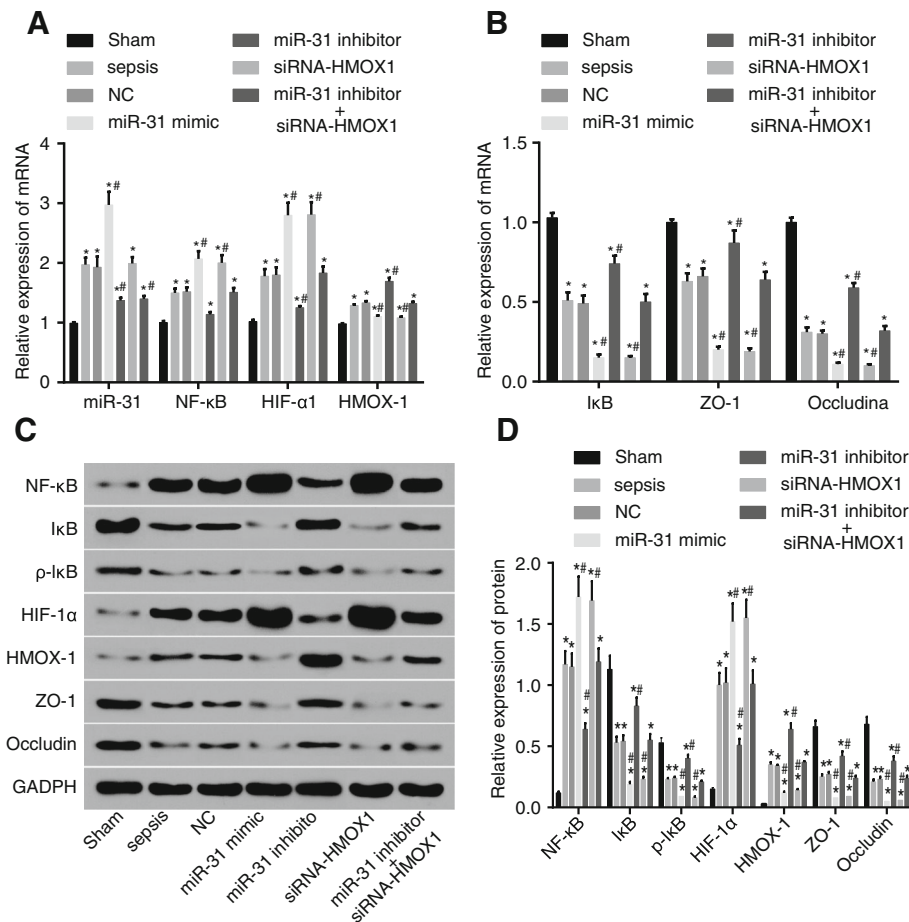 A
Sham
sepsis
NC
miR-31 mimic
miR-31 inhibitor
siRNA-HMOX1
miR-31 inhibitor
+
siRNA-HMOX1
Relative expression of mRNA
4
3
2
1
0
* * *# * * *
* * *# *# *
* * *# *# *# *
* * *# *# *# *
miR-31 NF-κB HIF-α1 HMOX-1
B
Sham
sepsis
NC
miR-31 mimic
miR-31 inhibitor
siRNA-HMOX1
miR-31 inhibitor
+
siRNA-HMOX1
Relative expression of mRNA
1.5
1.0
0.5
0.0
* * *# *# *# *
* * *# *# *# *
* * *# *# *# *
IκB ZO-1 Occludina
C
NF-κB
IκB
ρ-IκB
HIF-1α
HMOX-1
ZO-1
Occludin
GADPH
Sham
sepsis
NC
miR-31 mimic
miR-31 inhibito
siRNA-HMOX1
miR-31 inhibitor
+
siRNA-HMOX1
D
Sham
sepsis
NC
miR-31 mimic
miR-31 inhibitor
siRNA-HMOX1
miR-31 inhibitor
+
siRNA-HMOX1
Relative expression of protein
2.0
1.5
1.0
0.5
0.0
* * *# *# *# *
* * *# *# *# *
* * *# *# *# *
* * *# *# *# *
* * *# *# *# *
* * *# *# *# *
* * *# *# *# *
NF-κB
IκB
p-IκB
HIF-1α
HMOX-1
ZO-1
Occludin